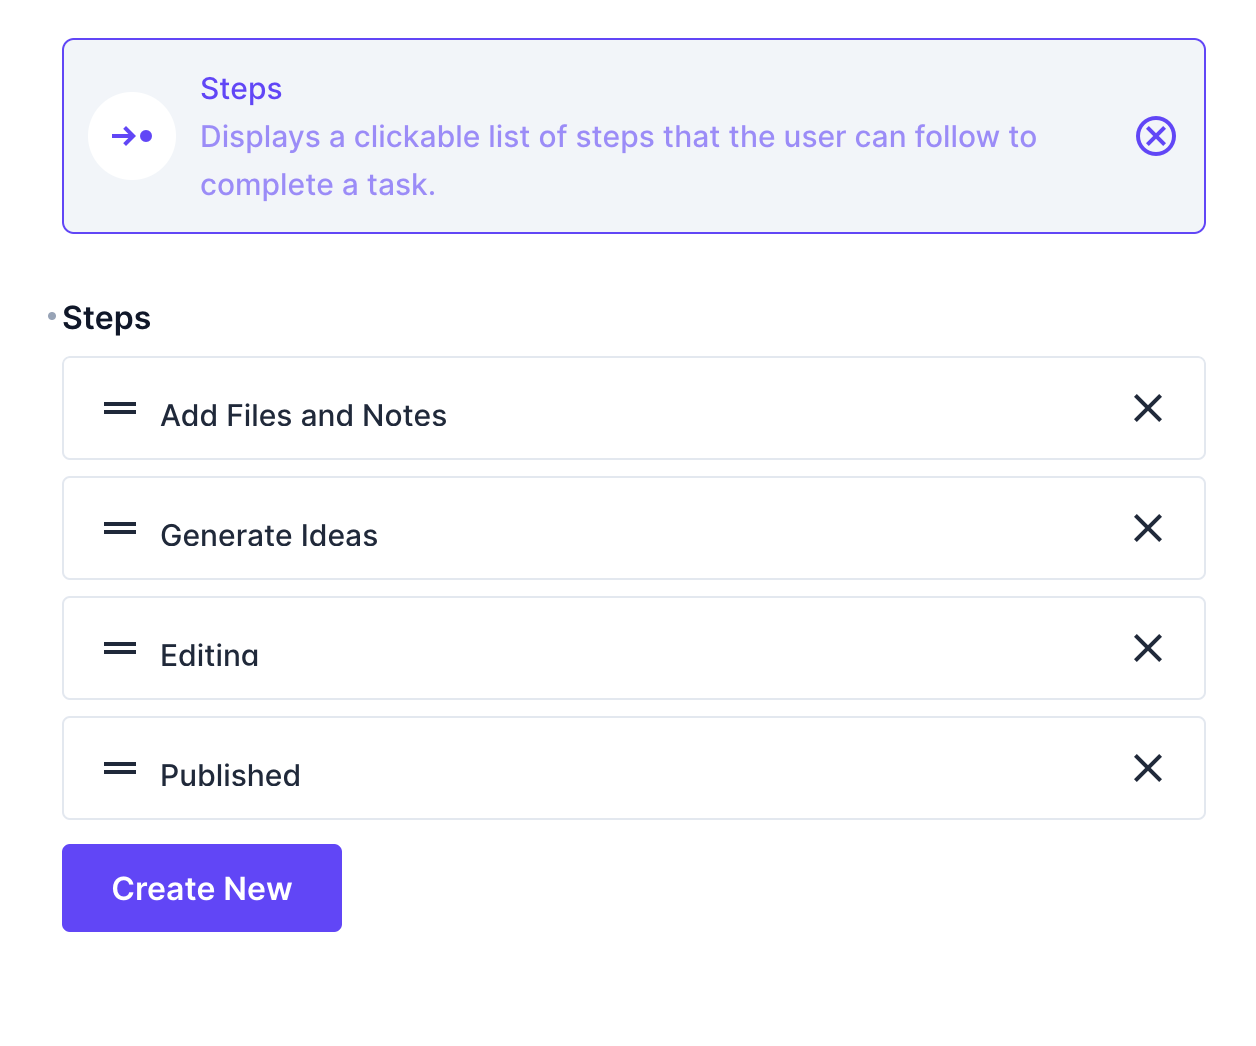 Steps
Displays a clickable list of steps that the user can follow to
complete a task.
Steps
Add Files and Notes
Generate Ideas
Editing
Published
Create New